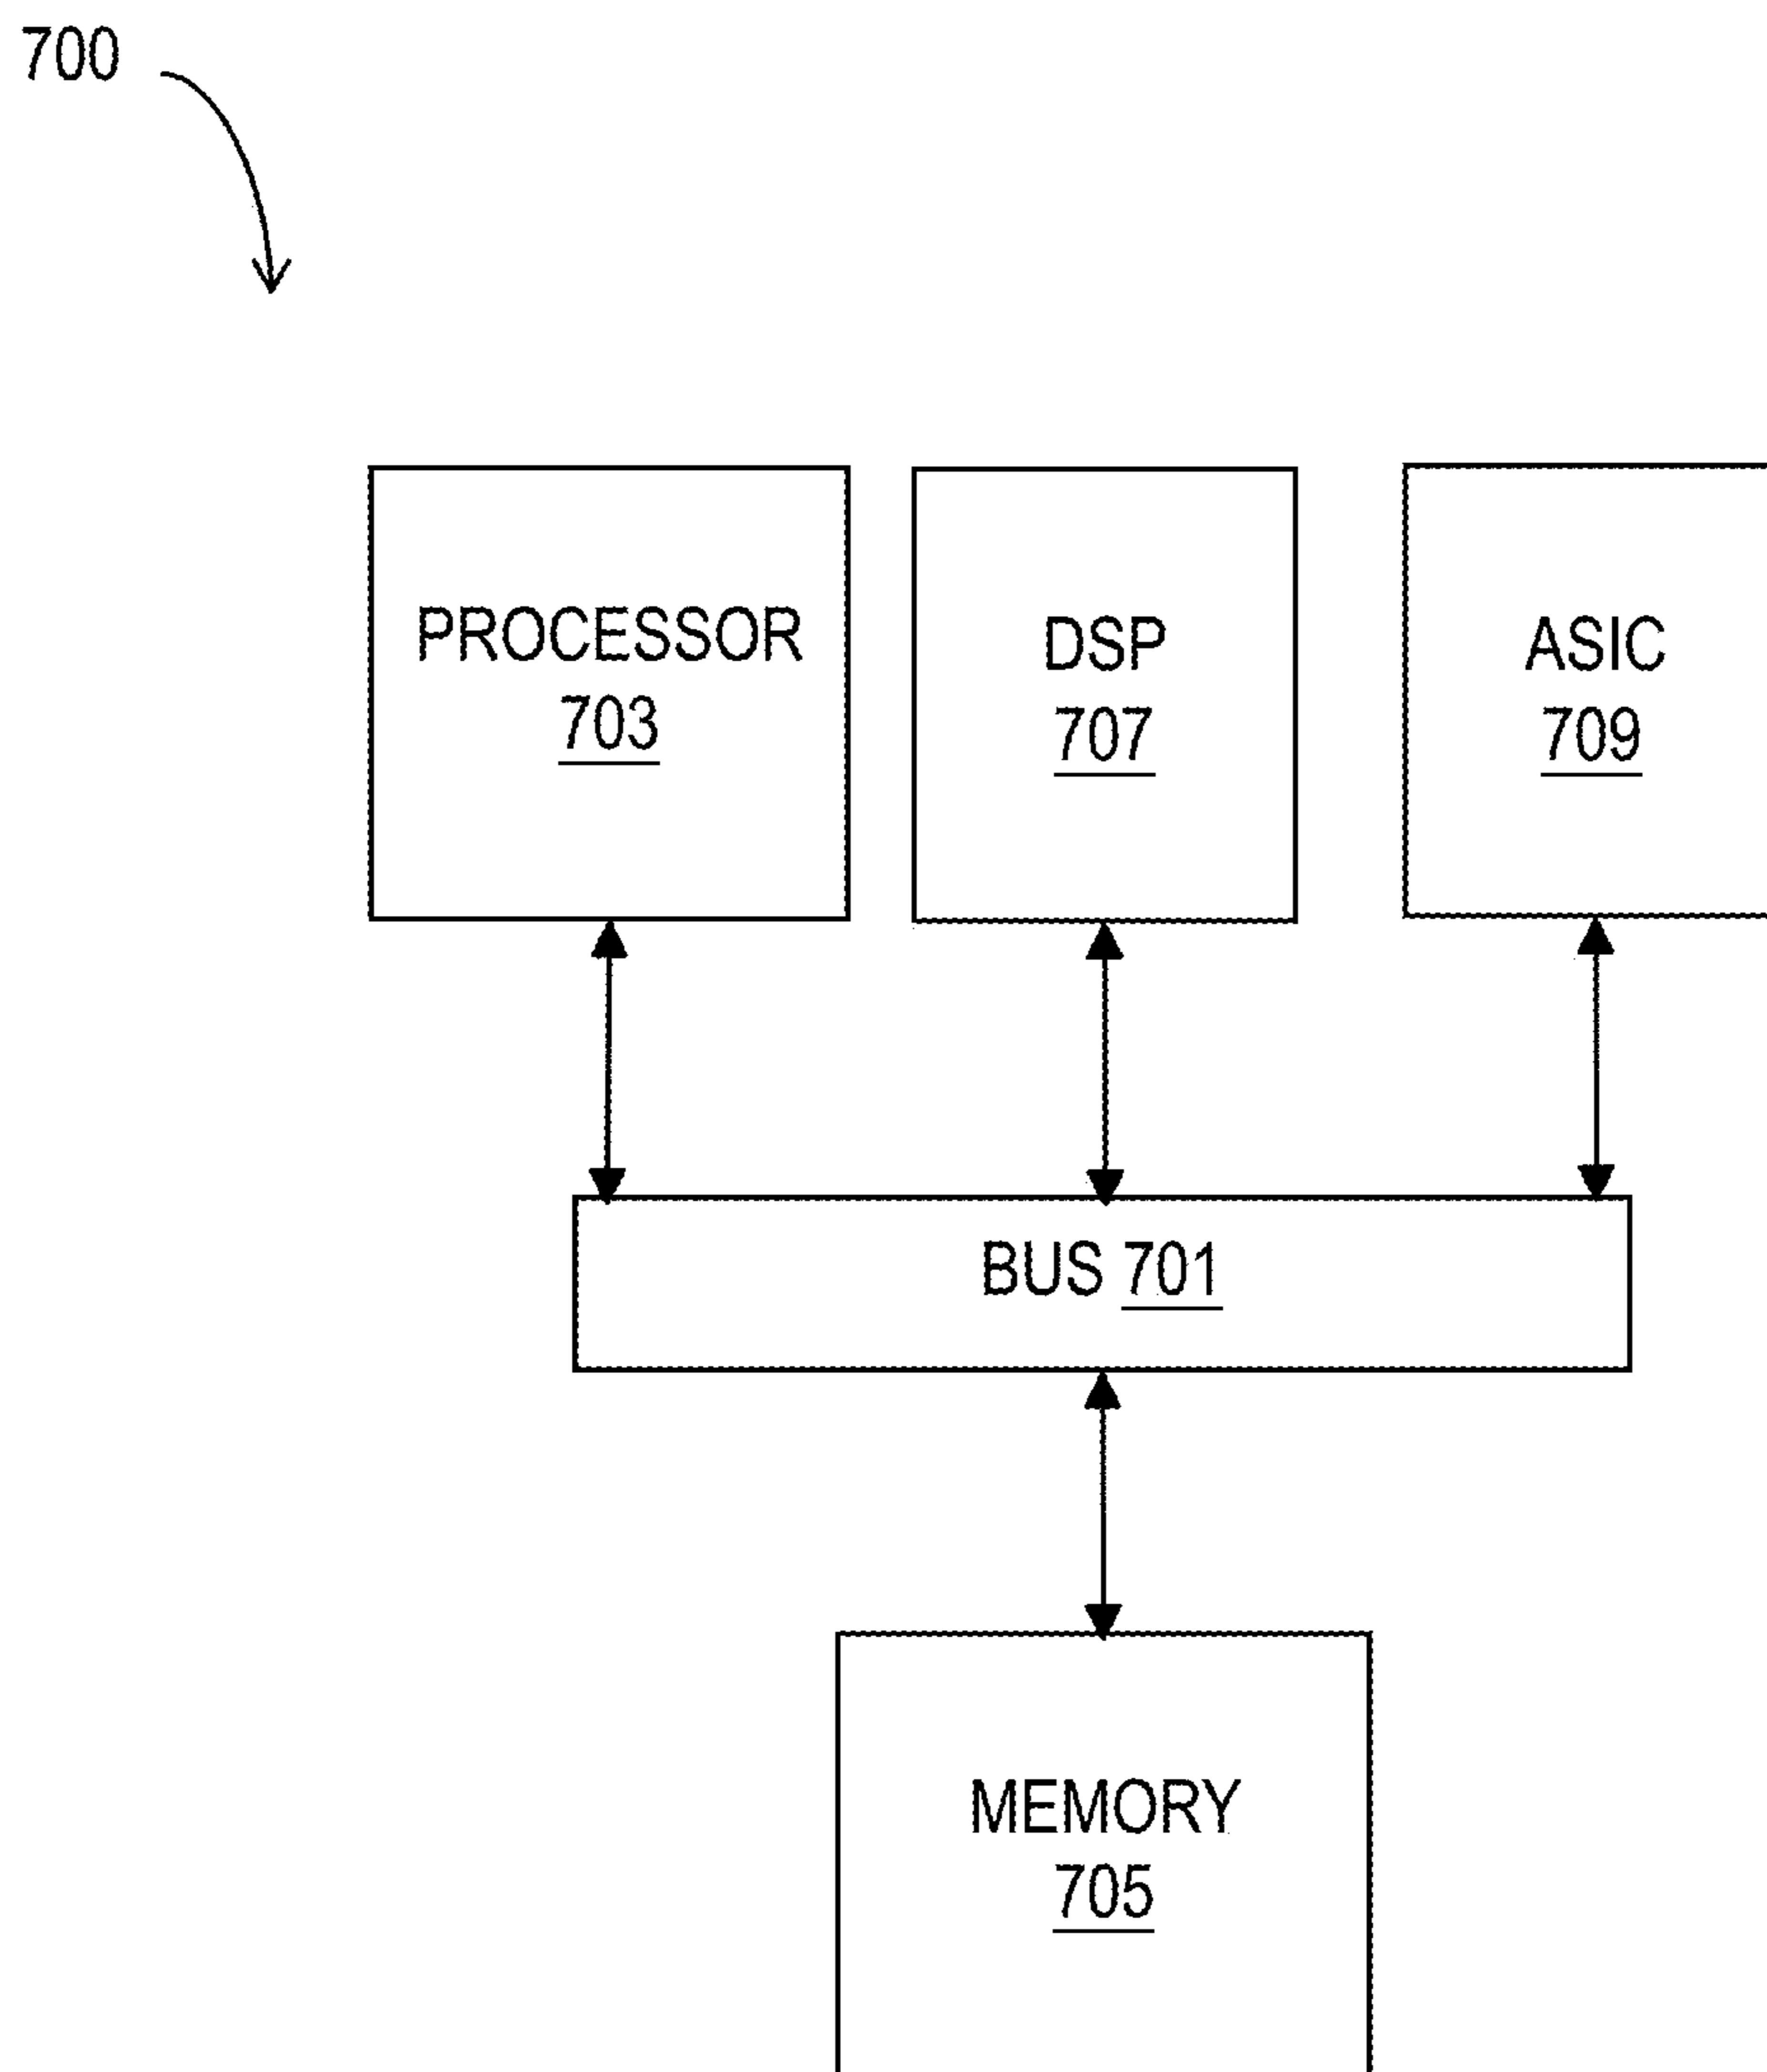 700
PROCESSOR
703
DSP
707
ASIC
709
BUS 701
MEMORY
705